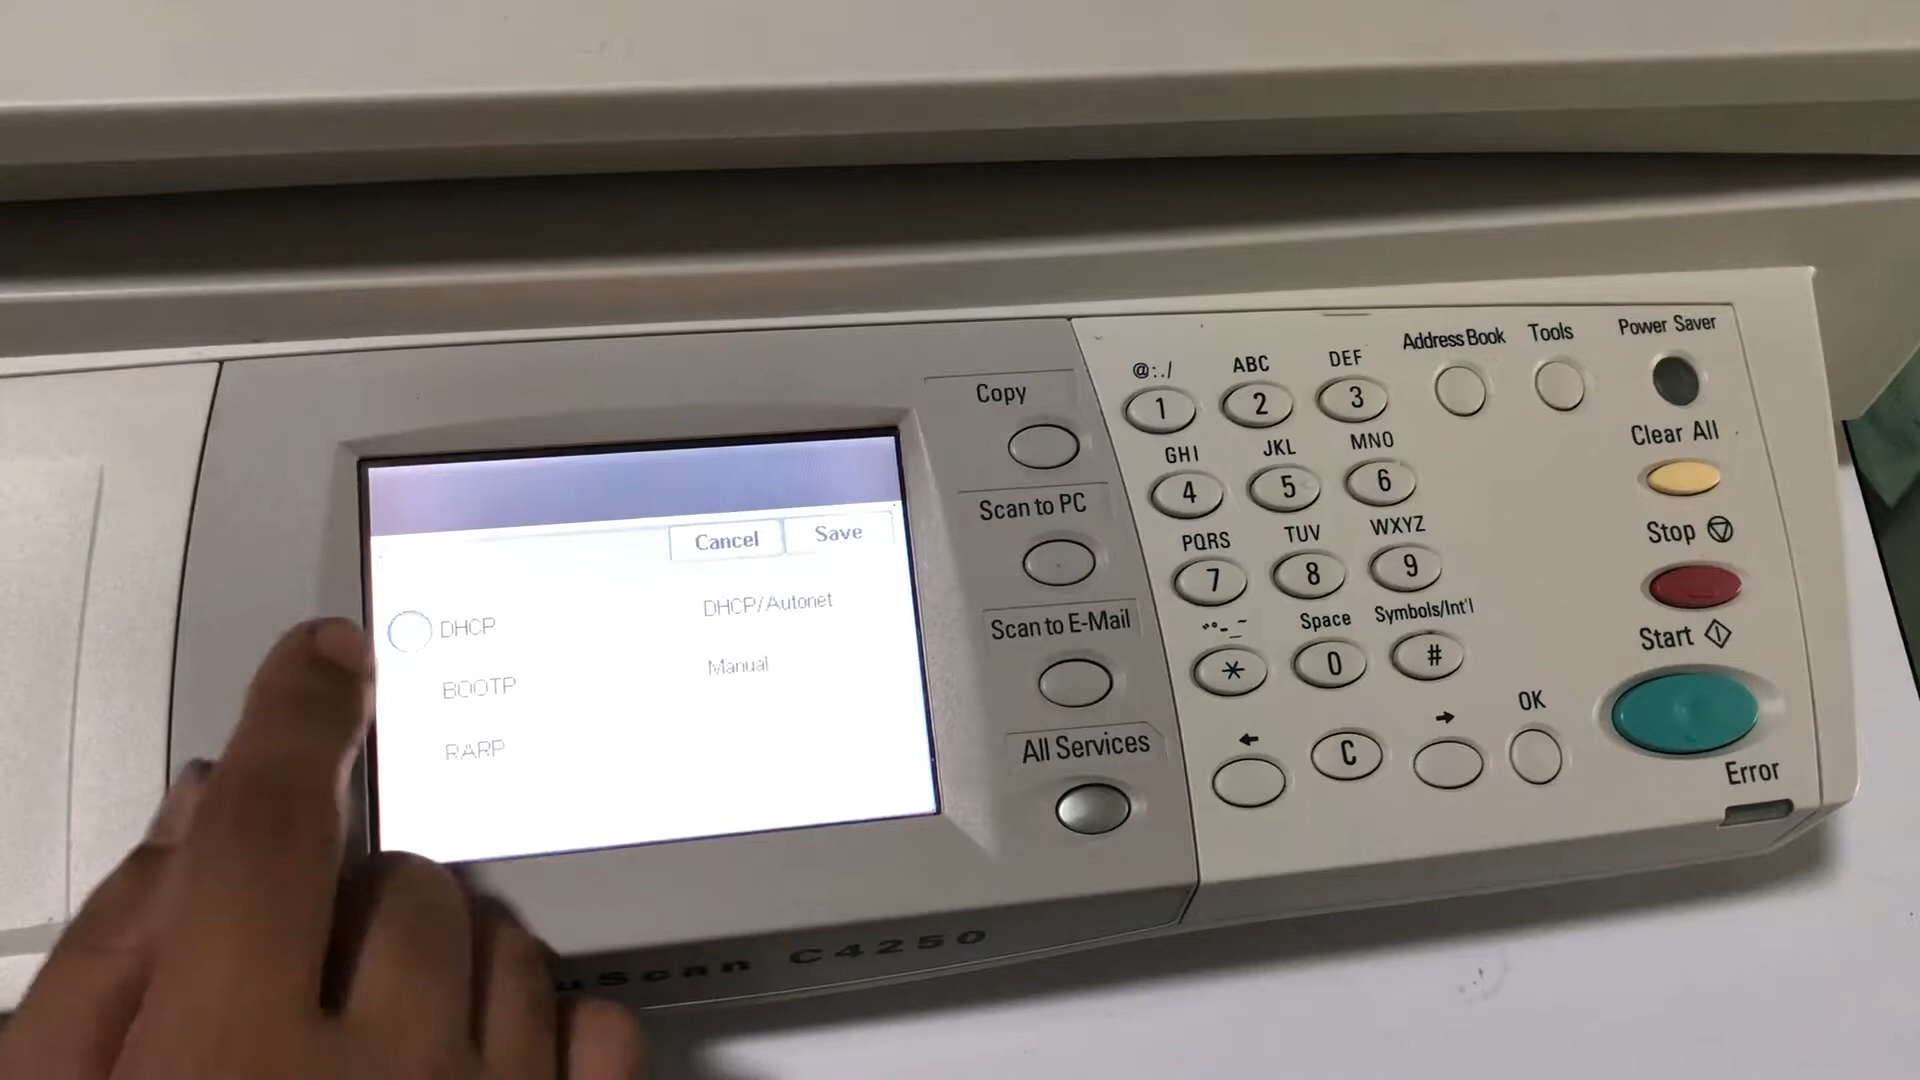 Cancel
Save
DHCP
BOOTP
RARP
DHCP/Autonet
Manual
Copy
Scan to PC
Scan to E-Mail
All Services
@:./
1
ABC
2
DEF
3
GHI
4
JKL
5
MNO
6
PQRS
7
TUV
8
WXYZ
9
*
Space
0
Symbols/Int'l
#
←
C
→
OK
Address Book
Tools
Power Saver
Clear All
Stop
Start
Error
uScan C4250